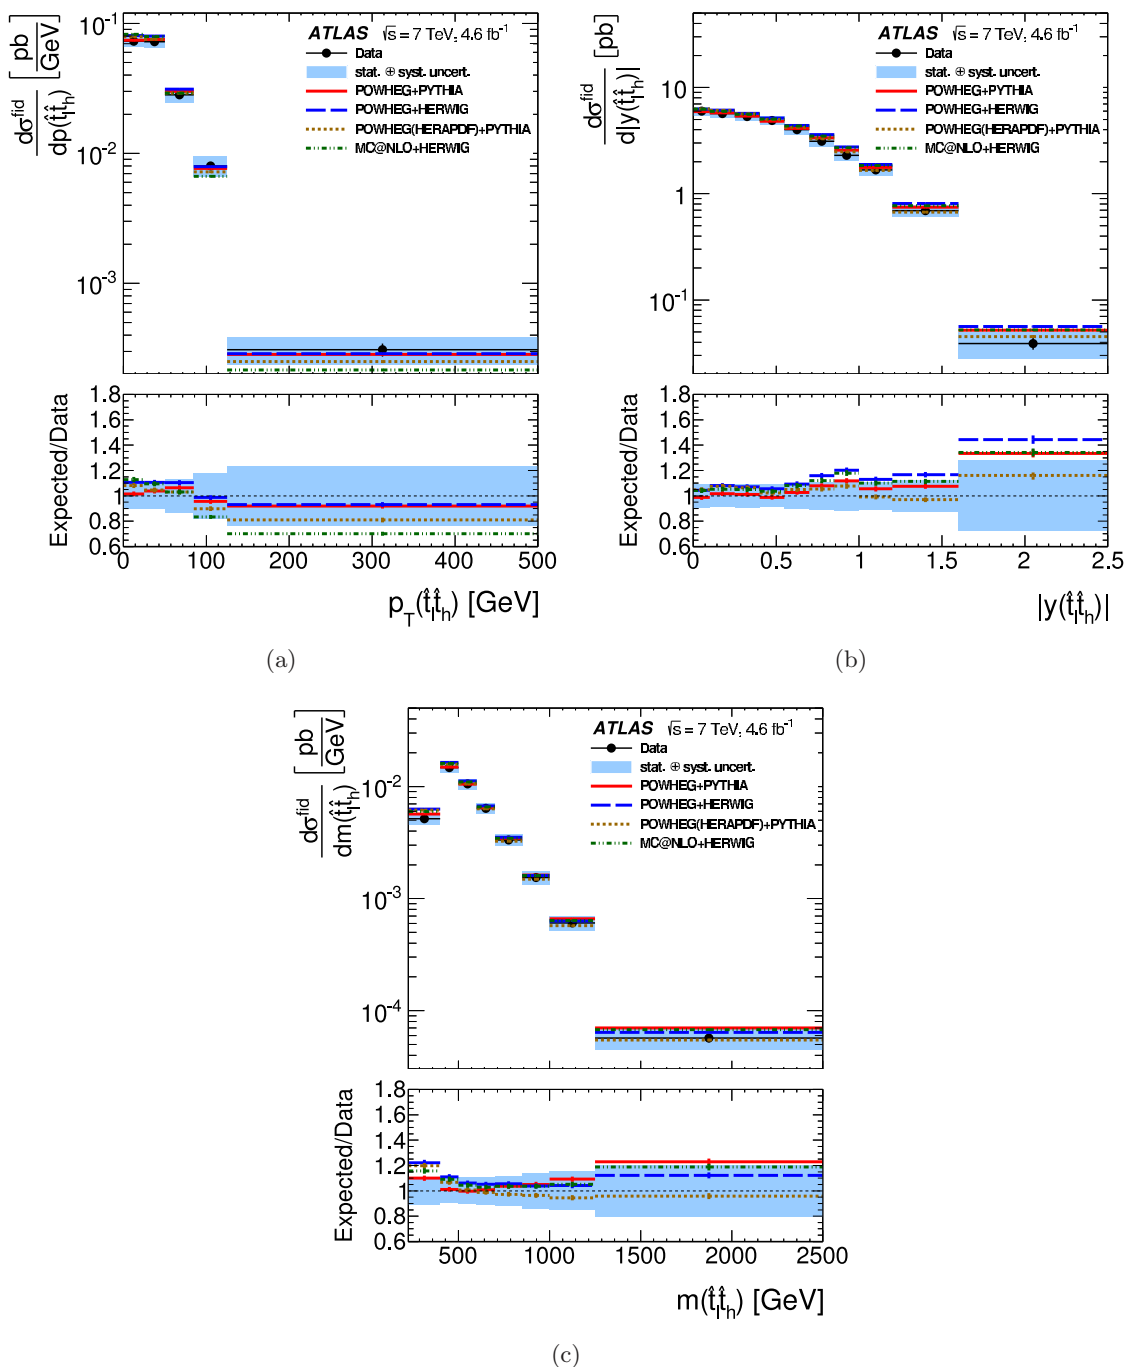 dσ^fid / dp(t̂_l t̂_h) [pb / GeV]
10^-1
10^-2
10^-3
ATLAS √s = 7 TeV, 4.6 fb^-1
Data
stat. ⊕ syst. uncert.
POWHEG+PYTHIA
POWHEG+HERWIG
POWHEG(HERAPDF)+PYTHIA
MC@NLO+HERWIG
Expected/Data
1.8
1.6
1.4
1.2
1
0.8
0.6
0 100 200 300 400 500
p_T(t̂_l t̂_h) [GeV]
(a)
dσ^fid / d|y(t̂_l t̂_h)| [pb]
10
1
10^-1
ATLAS √s = 7 TeV, 4.6 fb^-1
Data
stat. ⊕ syst. uncert.
POWHEG+PYTHIA
POWHEG+HERWIG
POWHEG(HERAPDF)+PYTHIA
MC@NLO+HERWIG
Expected/Data
1.8
1.6
1.4
1.2
1
0.8
0.6
0 0.5 1 1.5 2 2.5
|y(t̂_l t̂_h)|
(b)
dσ^fid / dm(t̂_l t̂_h) [pb / GeV]
10^-2
10^-3
10^-4
ATLAS √s = 7 TeV, 4.6 fb^-1
Data
stat. ⊕ syst. uncert.
POWHEG+PYTHIA
POWHEG+HERWIG
POWHEG(HERAPDF)+PYTHIA
MC@NLO+HERWIG
Expected/Data
1.8
1.6
1.4
1.2
1
0.8
0.6
500 1000 1500 2000 2500
m(t̂_l t̂_h) [GeV]
(c)